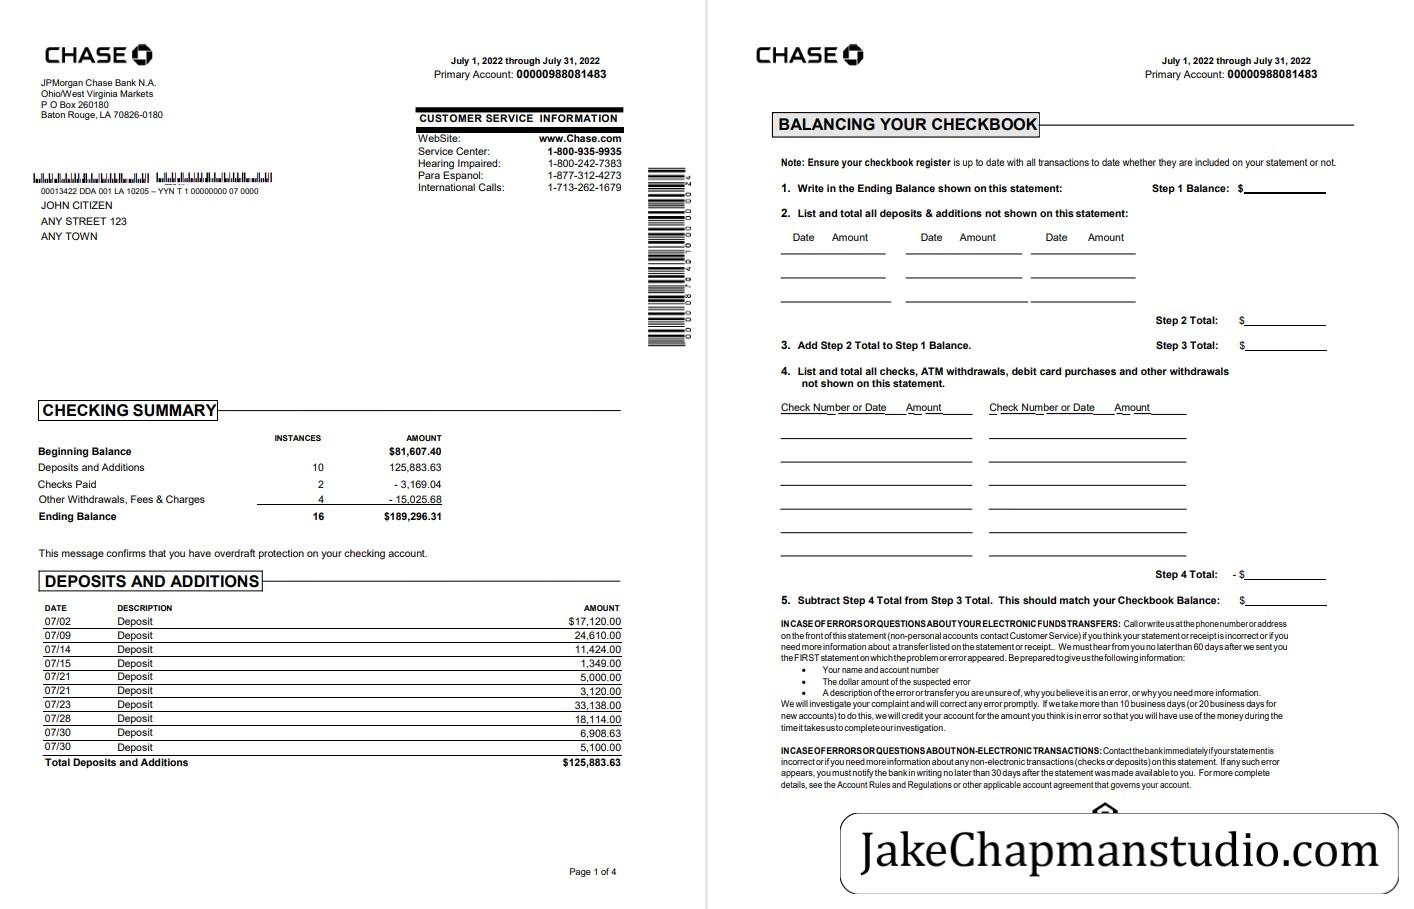 CHASE
July 1, 2022 through July 31, 2022
Primary Account: 00000988081483
JPMorgan Chase Bank N.A.
Ohio/West Virginia Markets
P O Box 260180
Baton Rouge, LA 70826-0180
CUSTOMER SERVICE INFORMATION
WebSite: www.Chase.com
Service Center: 1-800-935-9935
Hearing Impaired: 1-800-242-7383
Para Espanol: 1-877-312-4273
International Calls: 1-713-262-1679
00013422 DDA 001 LA 10205 – YYN T 1 00000000 07 0000
JOHN CITIZEN
ANY STREET 123
ANY TOWN
CHECKING SUMMARY
INSTANCES AMOUNT
Beginning Balance $81,607.40
Deposits and Additions 10 125,883.63
Checks Paid 2 - 3,169.04
Other Withdrawals, Fees & Charges 4 - 15,025.68
Ending Balance 16 $189,296.31
This message confirms that you have overdraft protection on your checking account.
DEPOSITS AND ADDITIONS
DATE DESCRIPTION AMOUNT
07/02 Deposit $17,120.00
07/09 Deposit 24,610.00
07/14 Deposit 11,424.00
07/15 Deposit 1,349.00
07/21 Deposit 5,000.00
07/21 Deposit 3,120.00
07/23 Deposit 33,138.00
07/28 Deposit 18,114.00
07/30 Deposit 6,908.63
07/30 Deposit 5,100.00
Total Deposits and Additions $125,883.63
Page 1 of 4
CHASE
July 1, 2022 through July 31, 2022
Primary Account: 00000988081483
BALANCING YOUR CHECKBOOK
Note: Ensure your checkbook register is up to date with all transactions to date whether they are included on your statement or not.
1. Write in the Ending Balance shown on this statement: Step 1 Balance: $
2. List and total all deposits & additions not shown on this statement:
Date Amount Date Amount Date Amount
Step 2 Total: $
3. Add Step 2 Total to Step 1 Balance. Step 3 Total: $
4. List and total all checks, ATM withdrawals, debit card purchases and other withdrawals
not shown on this statement.
Check Number or Date Amount Check Number or Date Amount
Step 4 Total: - $
5. Subtract Step 4 Total from Step 3 Total. This should match your Checkbook Balance: $
IN CASE OF ERRORS OR QUESTIONS ABOUT YOUR ELECTRONIC FUNDS TRANSFERS: Call or write us at the phone number or address
on the front of this statement (non-personal accounts contact Customer Service) if you think your statement or receipt is incorrect or if you
need more information about a transfer listed on the statement or receipt.. We must hear from you no later than 60 days after we sent you
the FIRST statement on which the problem or error appeared. Be prepared to give us the following information:
• Your name and account number
• The dollar amount of the suspected error
• A description of the error or transfer you are unsure of, why you believe it is an error, or why you need more information.
We will investigate your complaint and will correct any error promptly. If we take more than 10 business days (or 20 business days for
new accounts) to do this, we will credit your account for the amount you think is in error so that you will have use of the money during the
time it takes us to complete our investigation.
IN CASE OF ERRORS OR QUESTIONS ABOUT NON-ELECTRONIC TRANSACTIONS: Contact the bank immediately if your statement is
incorrect or if you need more information about any non-electronic transactions (checks or deposits) on this statement. If any such error
appears, you must notify the bank in writing no later than 30 days after the statement was made available to you. For more complete
details, see the Account Rules and Regulations or other applicable account agreement that governs your account.
JakeChapmanstudio.com